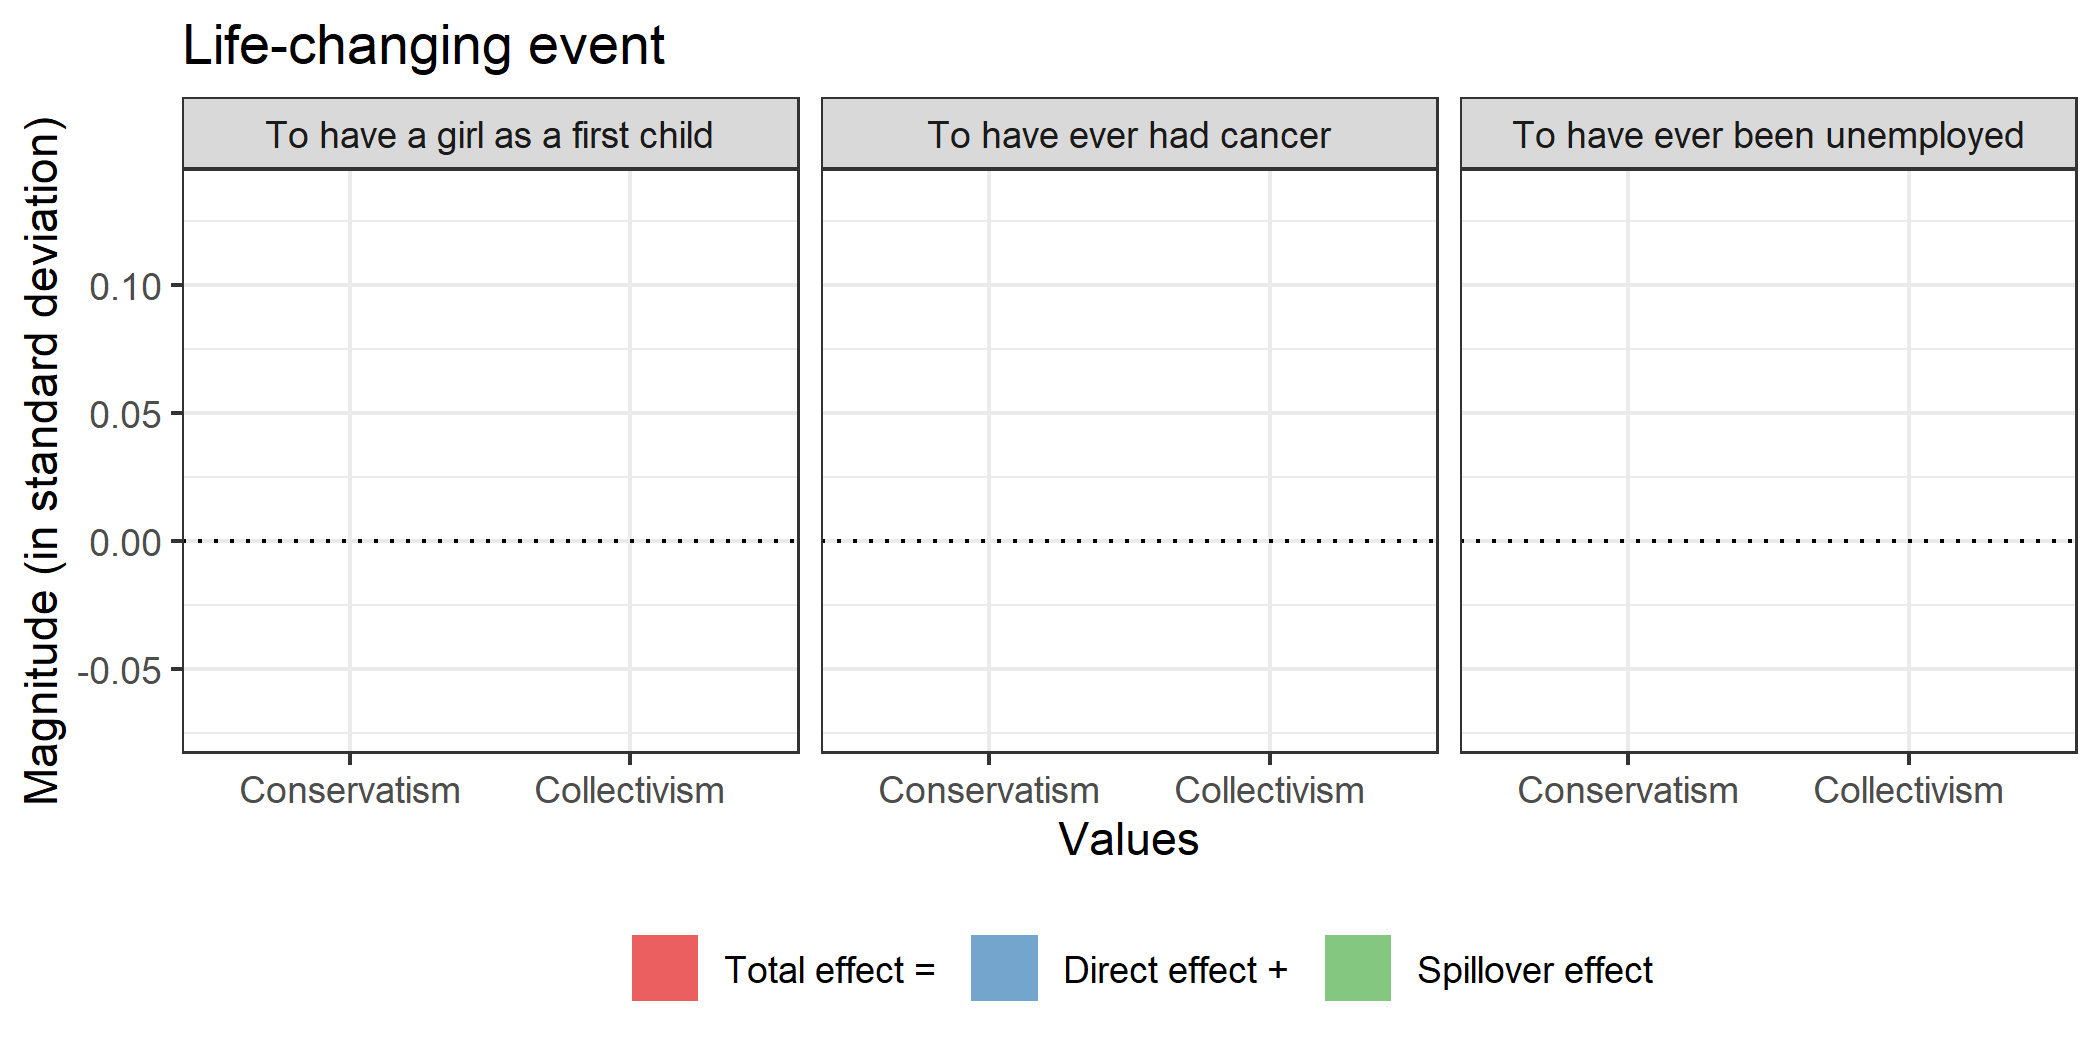 Life-changing event
To have a girl as a first child
To have ever had cancer
To have ever been unemployed
Magnitude (in standard deviation)
0.10
0.05
0.00
-0.05
Conservatism Collectivism Conservatism Collectivism Conservatism Collectivism
Values
Total effect = Direct effect + Spillover effect